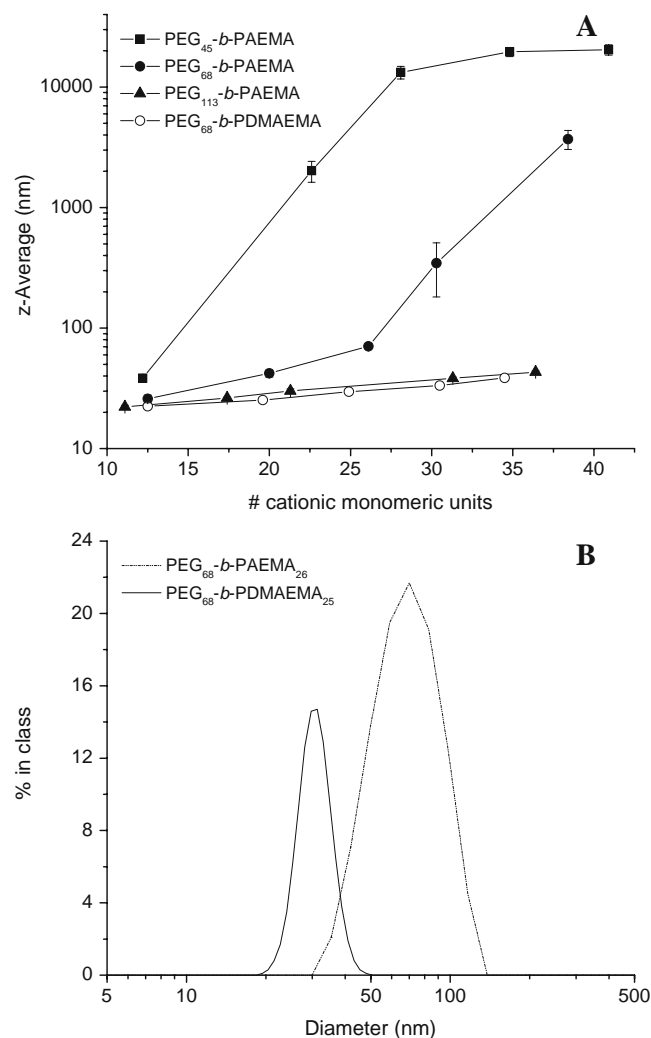 A
PEG45-b-PAEMA
PEG68-b-PAEMA
PEG113-b-PAEMA
PEG68-b-PDMAEMA
z-Average (nm)
10000
1000
100
10
10 15 20 25 30 35 40
# cationic monomeric units
B
PEG68-b-PAEMA26
PEG68-b-PDMAEMA25
% in class
24
20
16
12
8
4
0
5 10 50 100 500
Diameter (nm)